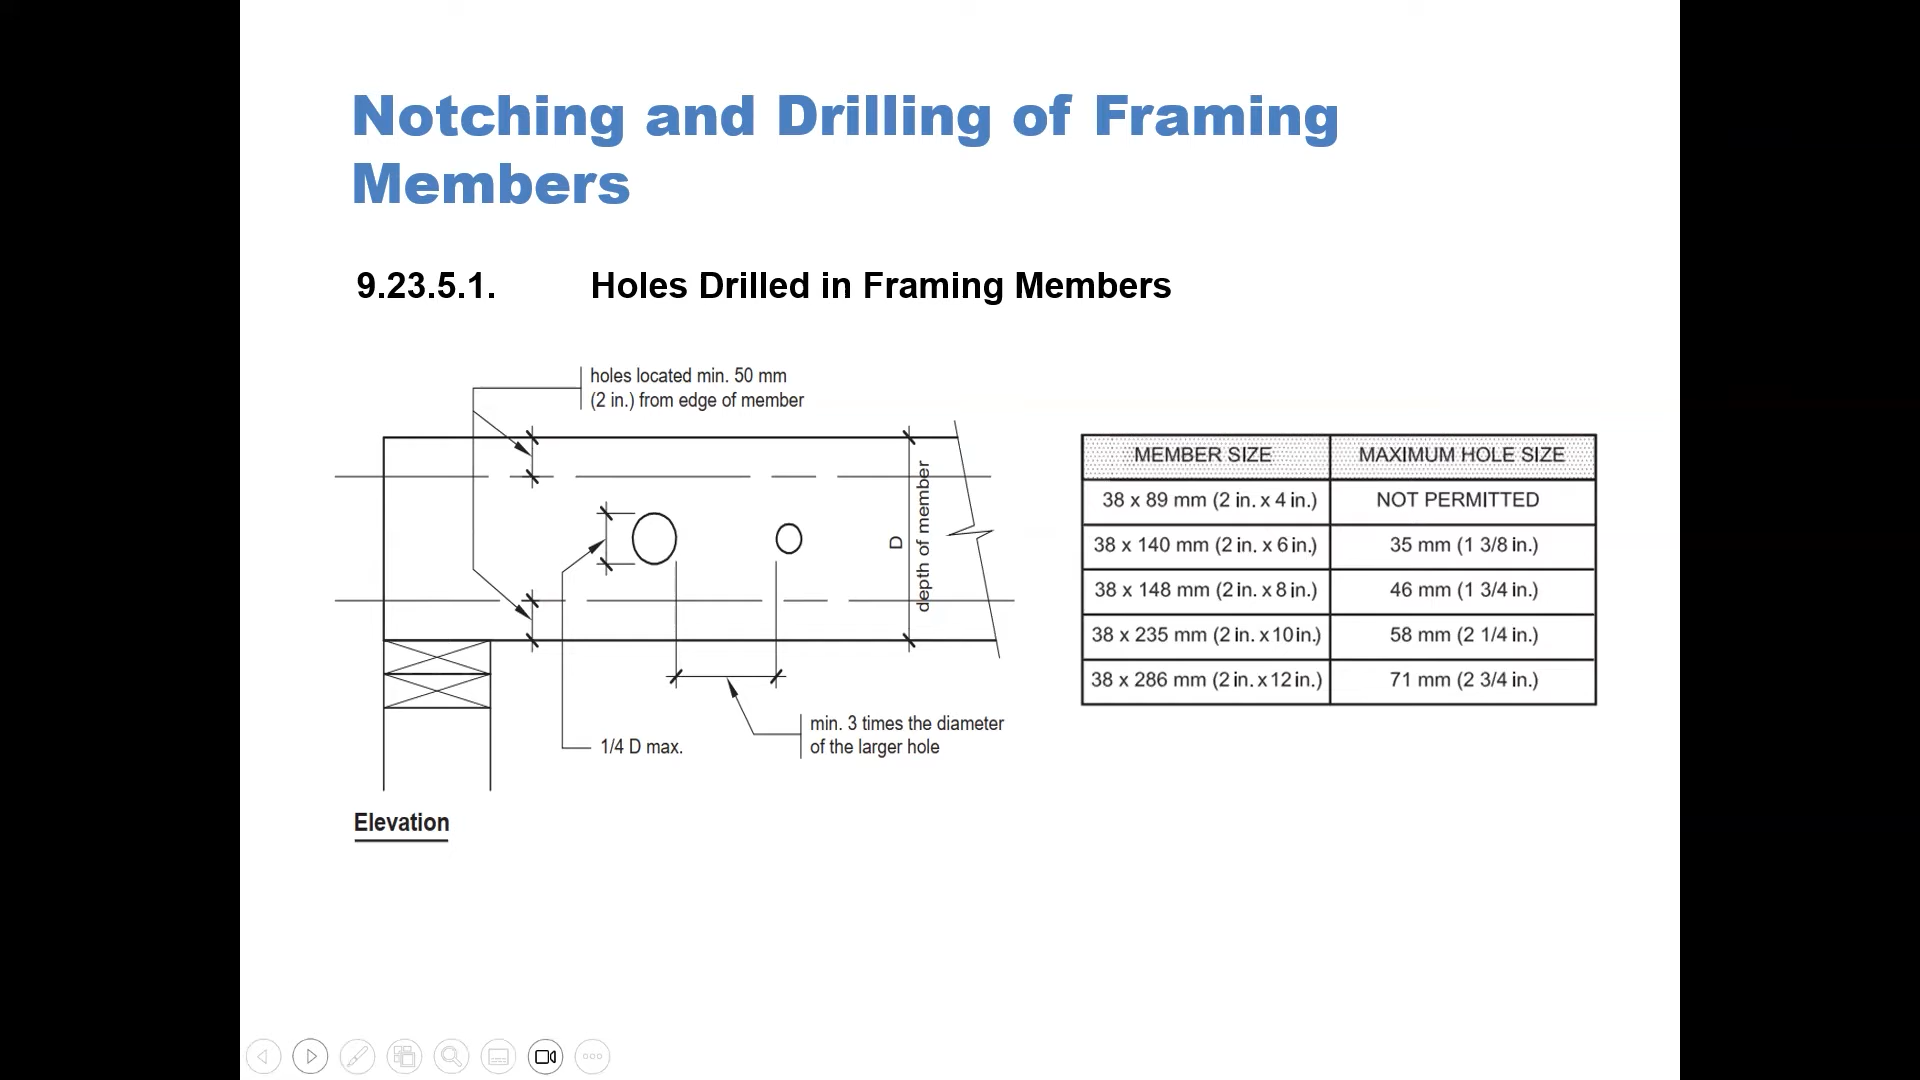 Notching and Drilling of Framing
Members
9.23.5.1. Holes Drilled in Framing Members
holes located min. 50 mm
(2 in.) from edge of member
D
depth of member
1/4 D max.
min. 3 times the diameter
of the larger hole
Elevation
MEMBER SIZE MAXIMUM HOLE SIZE
38 x 89 mm (2 in. x 4 in.) NOT PERMITTED
38 x 140 mm (2 in. x 6 in.) 35 mm (1 3/8 in.)
38 x 148 mm (2 in. x 8 in.) 46 mm (1 3/4 in.)
38 x 235 mm (2 in. x 10 in.) 58 mm (2 1/4 in.)
38 x 286 mm (2 in. x 12 in.) 71 mm (2 3/4 in.)